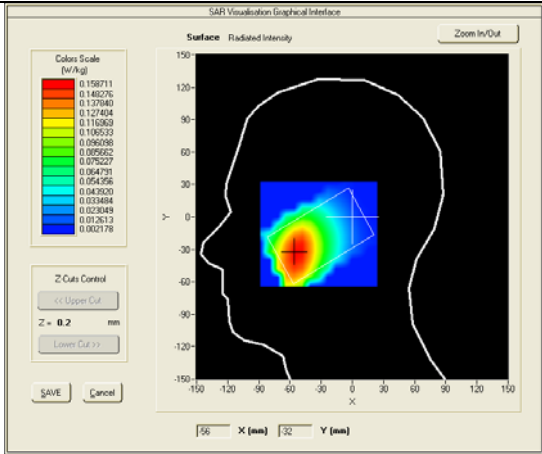 SAR Visualisation Graphical Interface
Surface Radiated Intensity
Zoom In/Out
Colors Scale
(W/kg)
0.158711
0.148276
0.137840
0.127404
0.116969
0.106533
0.096098
0.085662
0.075227
0.064791
0.054356
0.043920
0.033484
0.023049
0.012613
0.002178
Z Cuts Control
<< Upper Cut
Z = 0.2 mm
Lower Cut >>
SAVE Cancel
150
120
90
60
30
0
-30
-60
-90
-120
-150
Y
-150 -120 -90 -60 -30 0 30 60 90 120 150
X
-56 X (mm) -32 Y (mm)